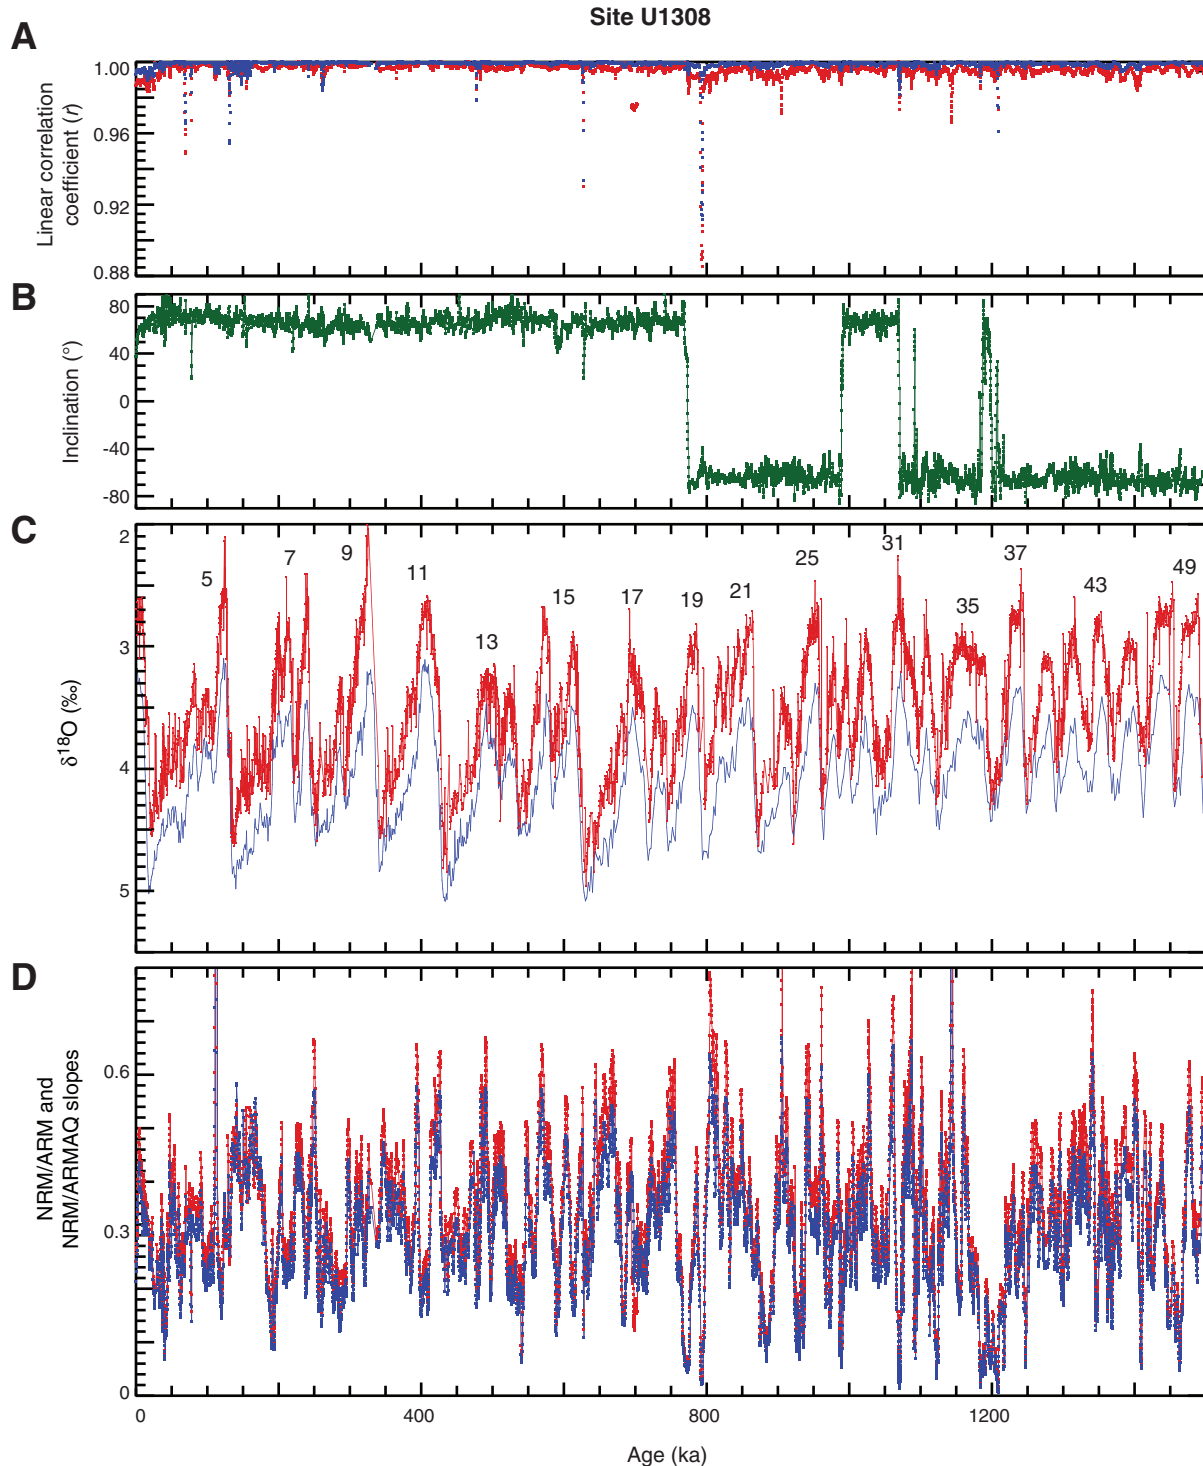 Site U1308
A
1.00
0.96
0.92
0.88
Linear correlation
coefficient (r)
B
80
40
0
-40
-80
Inclination (°)
C
2
3
4
5
δ18O (‰)
5
7
9
11
13
15
17
19
21
25
31
35
37
43
49
D
0.6
0.3
0
NRM/ARM and
NRM/ARMAQ slopes
0
400
800
1200
Age (ka)